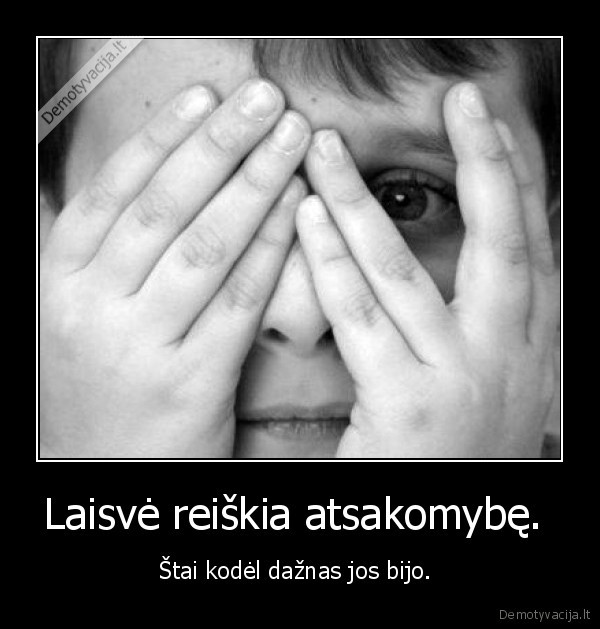 Demotyvacija.lt
Laisvė reiškia atsakomybę.
Štai kodėl dažnas jos bijo.
Demotyvacija.lt